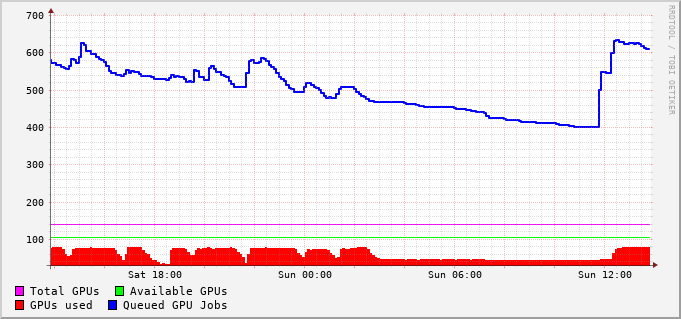 700
600
500
400
300
200
100
Sat 18:00 Sun 00:00 Sun 06:00 Sun 12:00
Total GPUs Available GPUs
GPUs used Queued GPU Jobs
RRDTOOL / TOBI OETIKER